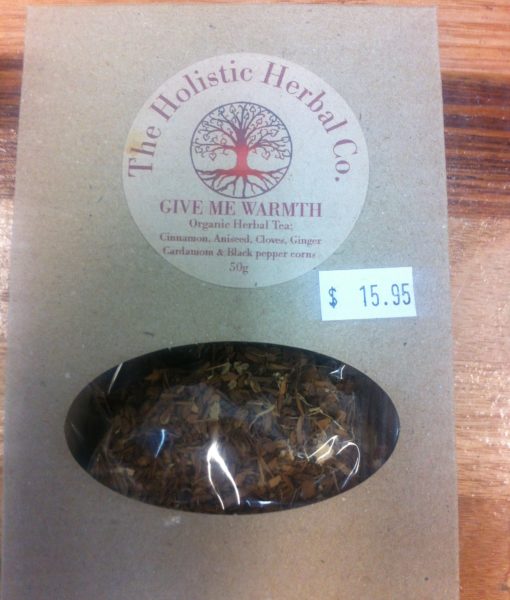 The Holistic Herbal Co.
GIVE ME WARMTH
Organic Herbal Tea:
Cinnamon, Aniseed, Cloves, Ginger
Cardamom & Black pepper corns
50g
$ 15.95